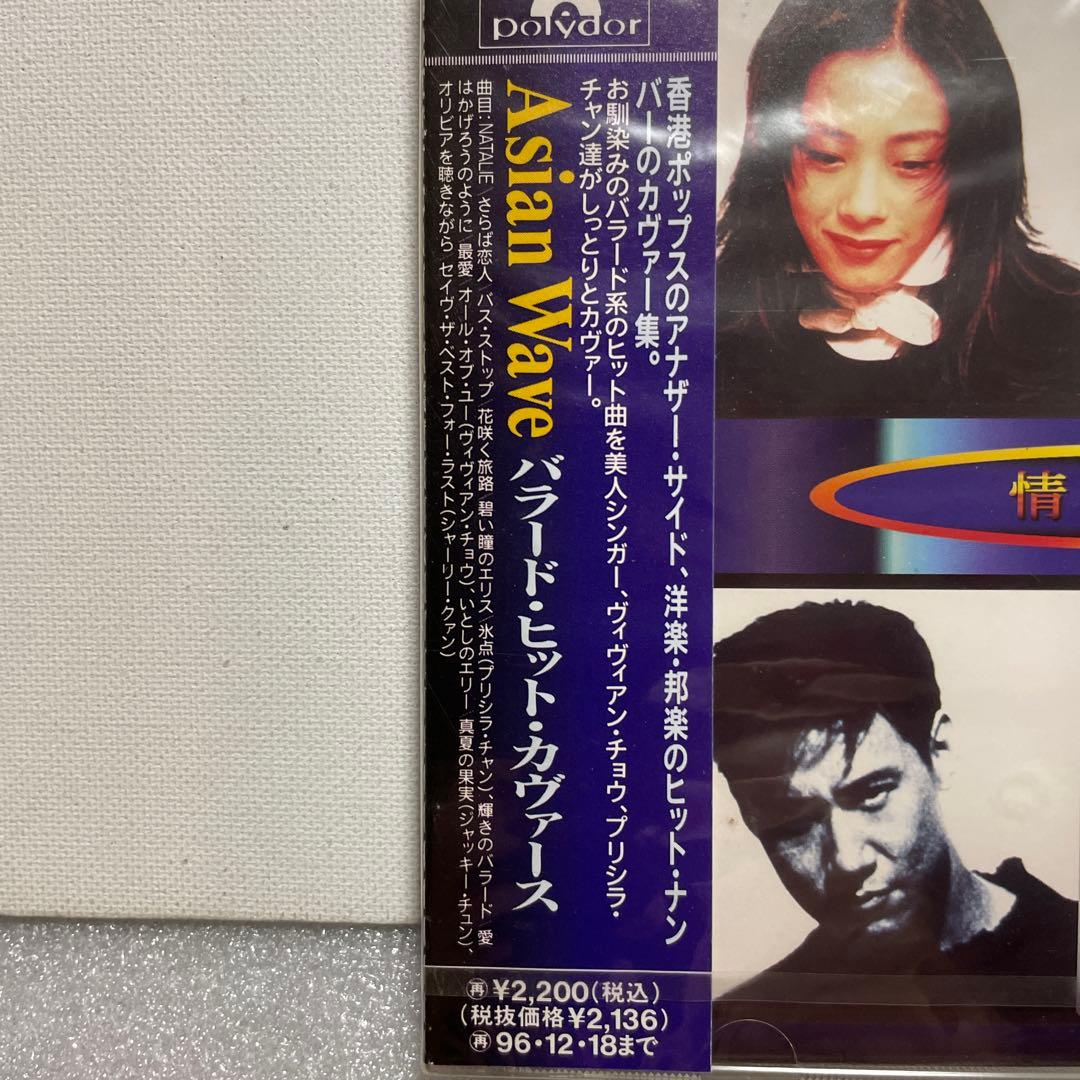 polydor
香港ポップスのアナザー・サイド、洋楽・邦楽のヒット・ナン
バーのカヴァー集。
お馴染みのバラード系のヒット曲を美人シンガー、ヴィヴィアン・チョウ、プリシラ・
チャン達がしっとりとカヴァー。
Asian Wave バラード・ヒット・カヴァース
曲目:NATALIE/さらば恋人/バス・ストップ/花咲く旅路/碧い瞳のエリス/氷点(プリシラ・チャン)、輝きのバラード/愛
はかげろうのように/最愛/オール・オブ・ユー(ヴィヴィアン・チョウ)、いとしのエリー/真夏の果実(ジャッキー・チュン)、
オリビアを聴きながら/セイヴ・ザ・ベスト・フォー・ラスト(シャーリー・クァン)
再 ¥2,200(税込)
(税抜価格¥2,136)
再 96・12・18まで
情